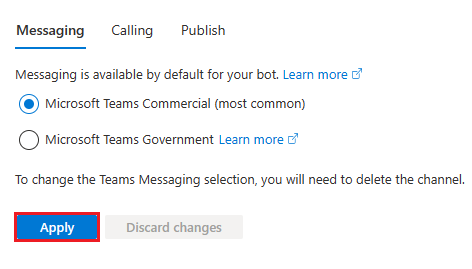 Messaging Calling Publish
Messaging is available by default for your bot. Learn more
Microsoft Teams Commercial (most common)
Microsoft Teams Government Learn more
To change the Teams Messaging selection, you will need to delete the channel.
Apply Discard changes